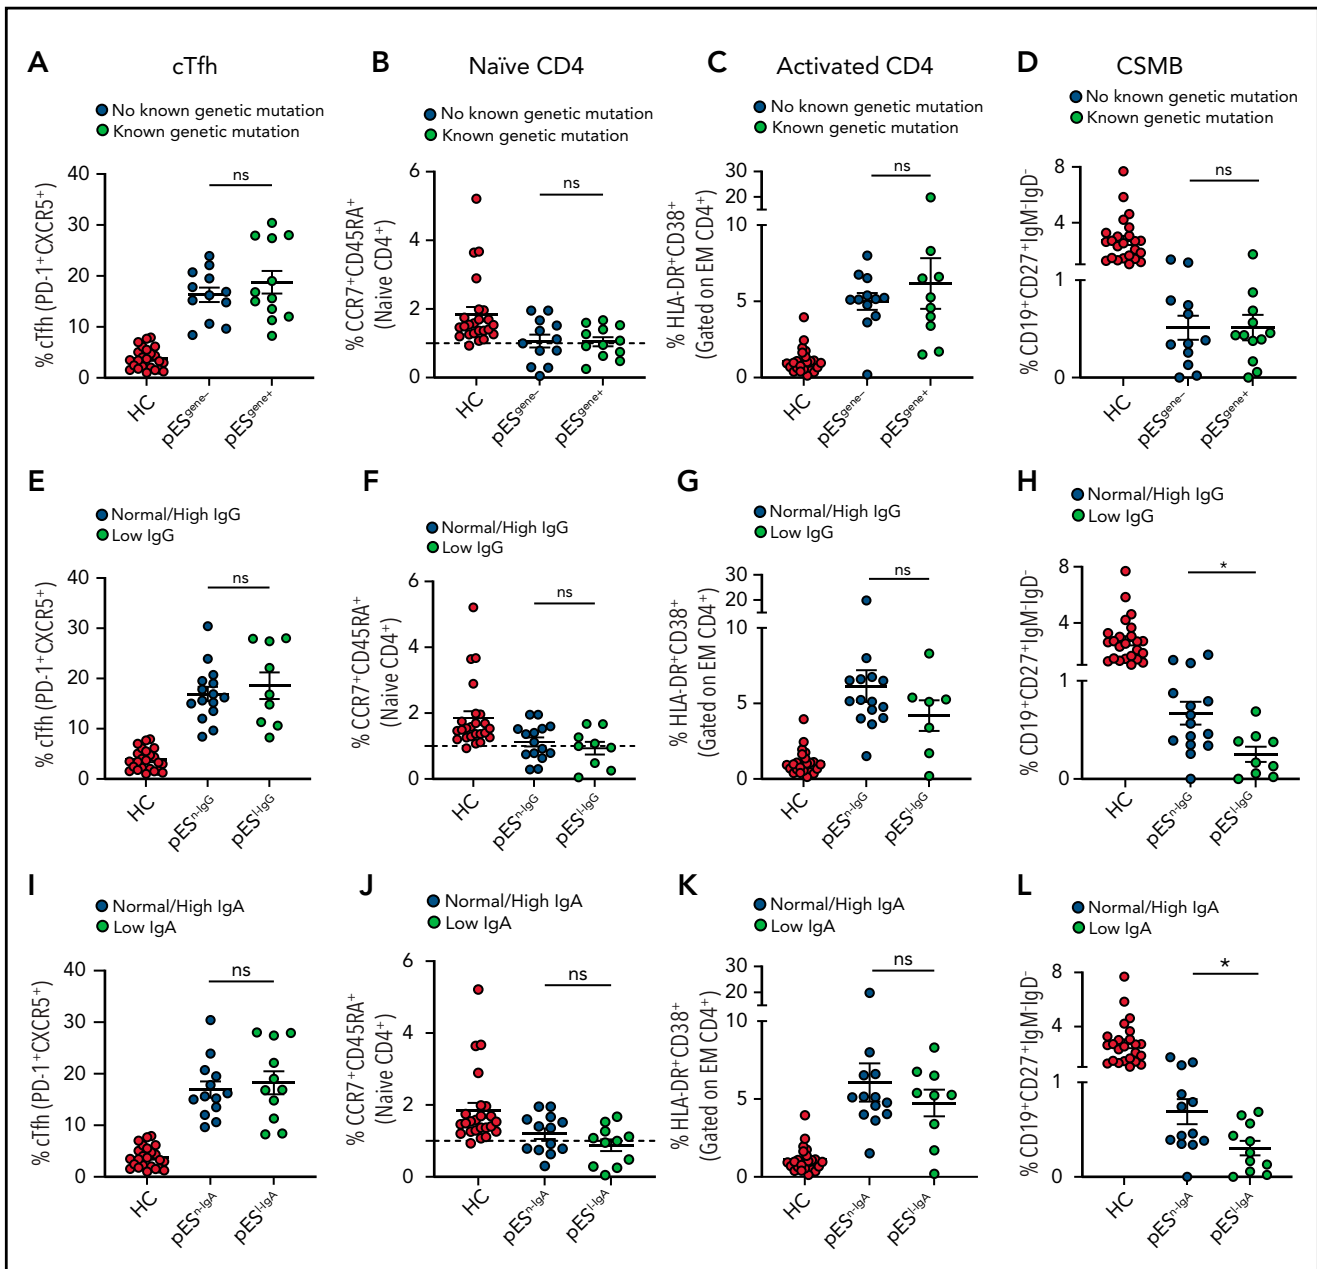 A
cTfh
No known genetic mutation
Known genetic mutation
% cTfh (PD-1⁺CXCR5⁺)
40
30
20
10
0
ns
HC
pESgene–
pESgene+
B
Naïve CD4
No known genetic mutation
Known genetic mutation
% CCR7⁺CD45RA⁺
(Naive CD4⁺)
6
4
2
0
ns
HC
pESgene–
pESgene+
C
Activated CD4
No known genetic mutation
Known genetic mutation
% HLA-DR⁺CD38⁺
(Gated on EM CD4⁺)
30
20
10
5
0
ns
HC
pESgene–
pESgene+
D
CSMB
No known genetic mutation
Known genetic mutation
% CD19⁺CD27⁺IgM-IgD-
8
4
1
0
ns
HC
pESgene–
pESgene+
E
Normal/High IgG
Low IgG
% cTfh (PD-1⁺CXCR5⁺)
40
30
20
10
0
ns
HC
pESn-IgG
pESl-IgG
F
Normal/High IgG
Low IgG
% CCR7⁺CD45RA⁺
(Naive CD4⁺)
6
4
2
0
ns
HC
pESn-IgG
pESl-IgG
G
Normal/High IgG
Low IgG
% HLA-DR⁺CD38⁺
(Gated on EM CD4⁺)
30
20
10
5
0
ns
HC
pESn-IgG
pESl-IgG
H
Normal/High IgG
Low IgG
% CD19⁺CD27⁺IgM-IgD-
8
4
1
0
*
HC
pESn-IgG
pESl-IgG
I
Normal/High IgA
Low IgA
% cTfh (PD-1⁺CXCR5⁺)
40
30
20
10
0
ns
HC
pESn-IgA
pESl-IgA
J
Normal/High IgA
Low IgA
% CCR7⁺CD45RA⁺
(Naive CD4⁺)
6
4
2
0
ns
HC
pESn-IgA
pESl-IgA
K
Normal/High IgA
Low IgA
% HLA-DR⁺CD38⁺
(Gated on EM CD4⁺)
30
20
10
5
0
ns
HC
pESn-IgA
pESl-IgA
L
Normal/High IgA
Low IgA
% CD19⁺CD27⁺IgM-IgD-
8
4
1
0
*
HC
pESn-IgA
pESl-IgA